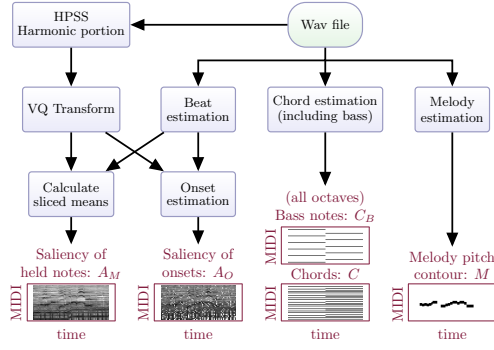 HPSS
Harmonic portion
Wav file
VQ Transform
Beat
estimation
Chord estimation
(including bass)
Melody
estimation
Calculate
sliced means
Onset
estimation
Saliency of
held notes: A_M
MIDI
time
Saliency of
onsets: A_O
MIDI
time
(all octaves)
Bass notes: C_B
MIDI
Chords: C
MIDI
time
Melody pitch
contour: M
MIDI
time